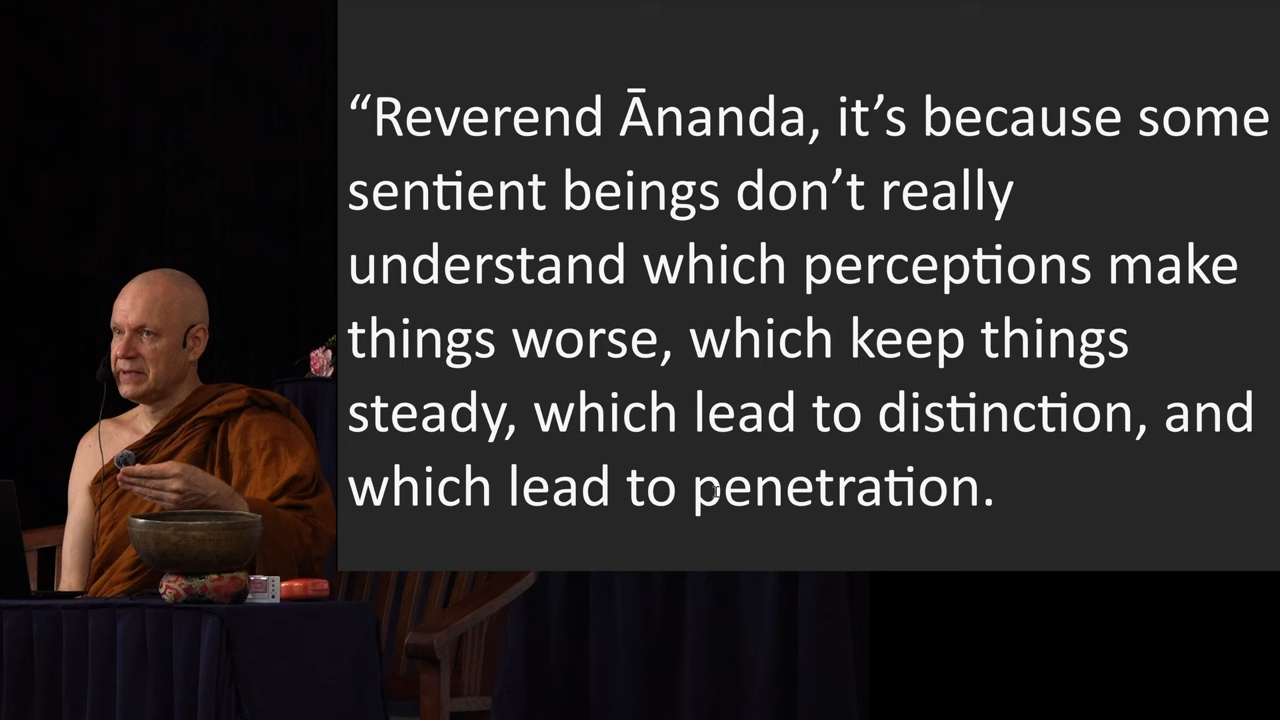 “Reverend Ānanda, it’s because some
sentient beings don’t really
understand which perceptions make
things worse, which keep things
steady, which lead to distinction, and
which lead to penetration.